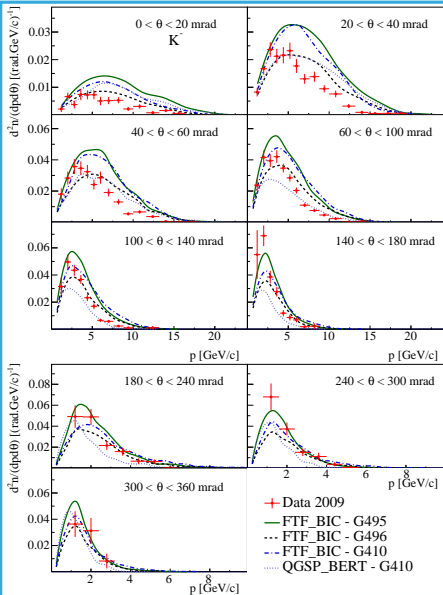 0 < θ < 20 mrad
K⁻
20 < θ < 40 mrad
d²n/(dpdθ) [(rad.GeV/c)⁻¹]
0.03
0.02
0.01
40 < θ < 60 mrad
60 < θ < 100 mrad
d²n/(dpdθ) [(rad.GeV/c)⁻¹]
0.06
0.04
0.02
100 < θ < 140 mrad
140 < θ < 180 mrad
0.06
0.04
0.02
5 10 15 20
5 10 15 20
p [GeV/c]
p [GeV/c]
180 < θ < 240 mrad
240 < θ < 300 mrad
d²n/(dpdθ) [(rad.GeV/c)⁻¹]
0.08
0.06
0.04
0.02
2 4 6 8
p [GeV/c]
300 < θ < 360 mrad
0.06
0.04
0.02
2 4 6 8
p [GeV/c]
Data 2009
FTF_BIC - G495
FTF_BIC - G496
FTF_BIC - G410
QGSP_BERT - G410